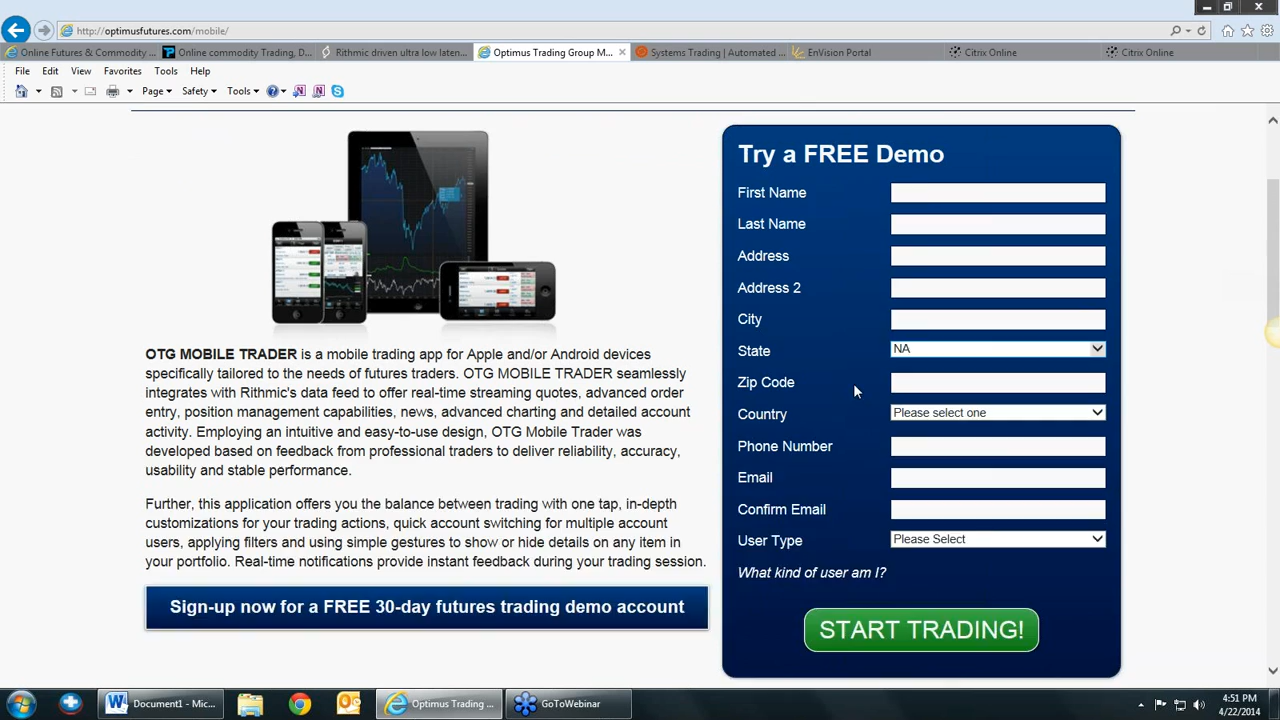 http://optimusfutures.com/mobile/
Online Futures & Commodity ...
Online commodity Trading, D...
Rithmic driven ultra low laten...
Optimus Trading Group M...
Systems Trading | Automated ...
EnVision Portal
Citrix Online
Citrix Online
File Edit View Favorites Tools Help
Page Safety Tools
Try a FREE Demo
First Name
Last Name
Address
Address 2
City
State NA
Zip Code
Country Please select one
Phone Number
Email
Confirm Email
User Type Please Select
What kind of user am I?
START TRADING!
OTG MOBILE TRADER is a mobile trading app for Apple and/or Android devices
specifically tailored to the needs of futures traders. OTG MOBILE TRADER seamlessly
integrates with Rithmic's data feed to offer real-time streaming quotes, advanced order
entry, position management capabilities, news, advanced charting and detailed account
activity. Employing an intuitive and easy-to-use design, OTG Mobile Trader was
developed based on feedback from professional traders to deliver reliability, accuracy,
usability and stable performance.
Further, this application offers you the balance between trading with one tap, in-depth
customizations for your trading actions, quick account switching for multiple account
users, applying filters and using simple gestures to show or hide details on any item in
your portfolio. Real-time notifications provide instant feedback during your trading session.
Sign-up now for a FREE 30-day futures trading demo account
Document1 - Mic...
Optimus Trading ...
GoToWebinar
4:51 PM
4/22/2014